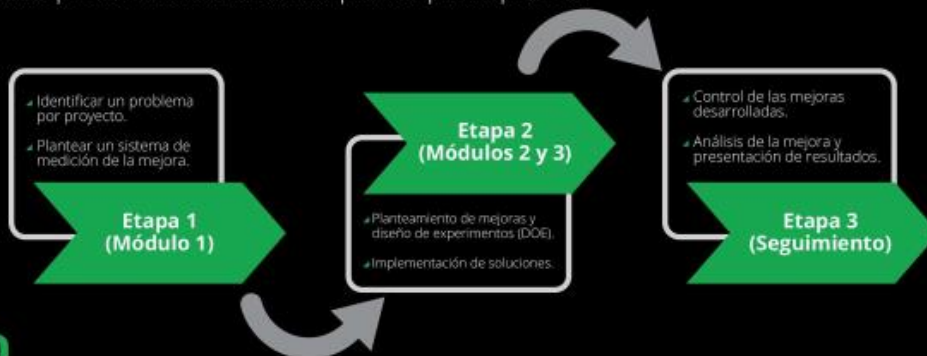 Identificar un problema
por proyecto.
Plantear un sistema de
medición de la mejora.
Etapa 1
(Módulo 1)
Etapa 2
(Módulos 2 y 3)
Planteamiento de mejoras y
diseño de experimentos (DOE).
Implementación de soluciones.
Control de las mejoras
desarrolladas.
Análisis de la mejora y
presentación de resultados.
Etapa 3
(Seguimiento)